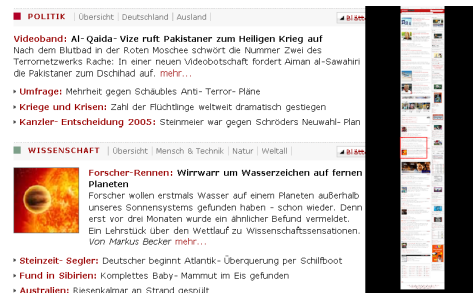 POLITIK | Übersicht | Deutschland | Ausland |
Videoband: Al-Qaida-Vize ruft Pakistaner zum Heiligen Krieg auf
Nach dem Blutbad in der Roten Moschee schwört die Nummer Zwei des
Terrornetzwerks Rache: In einer neuen Videobotschaft fordert Aiman al-Sawahiri
die Pakistaner zum Dschihad auf. mehr...
Umfrage: Mehrheit gegen Schäubles Anti-Terror-Pläne
Kriege und Krisen: Zahl der Flüchtlinge weltweit dramatisch gestiegen
Kanzler-Entscheidung 2005: Steinmeier war gegen Schröders Neuwahl-Plan
WISSENSCHAFT | Übersicht | Mensch & Technik | Natur | Weltall |
Forscher-Rennen: Wirrwarr um Wasserzeichen auf fernen
Planeten
Forscher wollen erstmals Wasser auf einem Planeten außerhalb
unseres Sonnensystems gefunden haben - schon wieder. Denn
erst vor drei Monaten wurde ein ähnlicher Befund vermeldet.
Ein Lehrstück über den Wettlauf zu Wissenschaftssensationen.
Von Markus Becker mehr...
Steinzeit-Segler: Deutscher beginnt Atlantik-Überquerung per Schilfboot
Fund in Sibirien: Komplettes Baby-Mammut im Eis gefunden
Australien: Riesenkalmar an Strand gespült